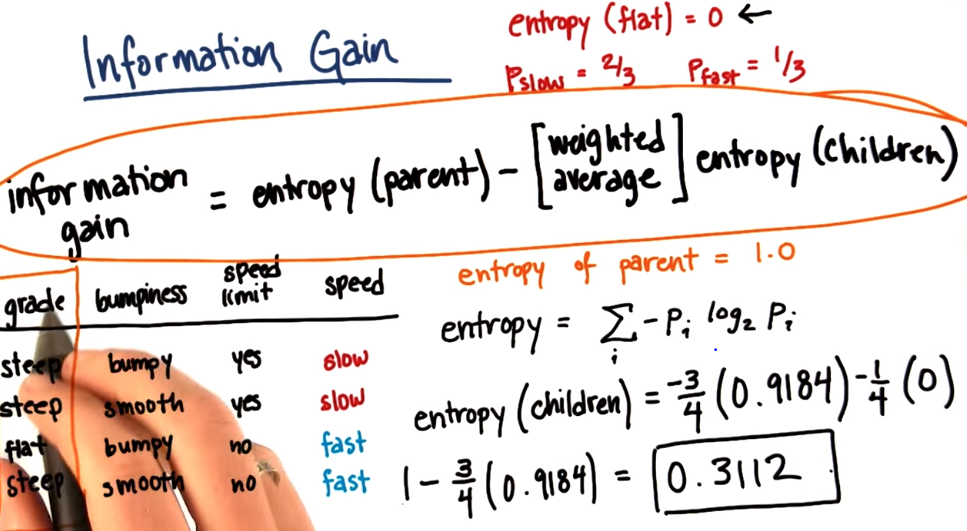 Information Gain
entropy (flat) = 0 ←
Pslow = 2/3 Pfast = 1/3
information gain = entropy (parent) - [weighted average] entropy (children)
entropy of parent = 1.0
grade bumpiness speed limit speed
steep bumpy yes slow
steep smooth yes slow
flat bumpy no fast
steep smooth no fast
entropy = Σi -Pi log2 Pi
entropy (children) = -3/4 (0.9184) -1/4 (0)
1 - 3/4 (0.9184) = 0.3112